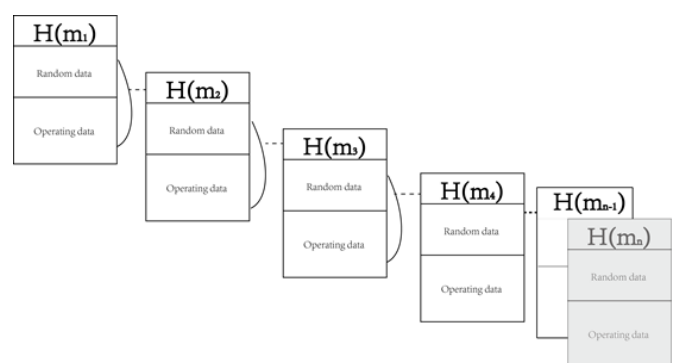 H(m₁)
Random data
Operating data
H(m₂)
Random data
Operating data
H(m₃)
Random data
Operating data
H(m₄)
Random data
Operating data
H(mₙ₋₁)
H(mₙ)
Random data
Operating data